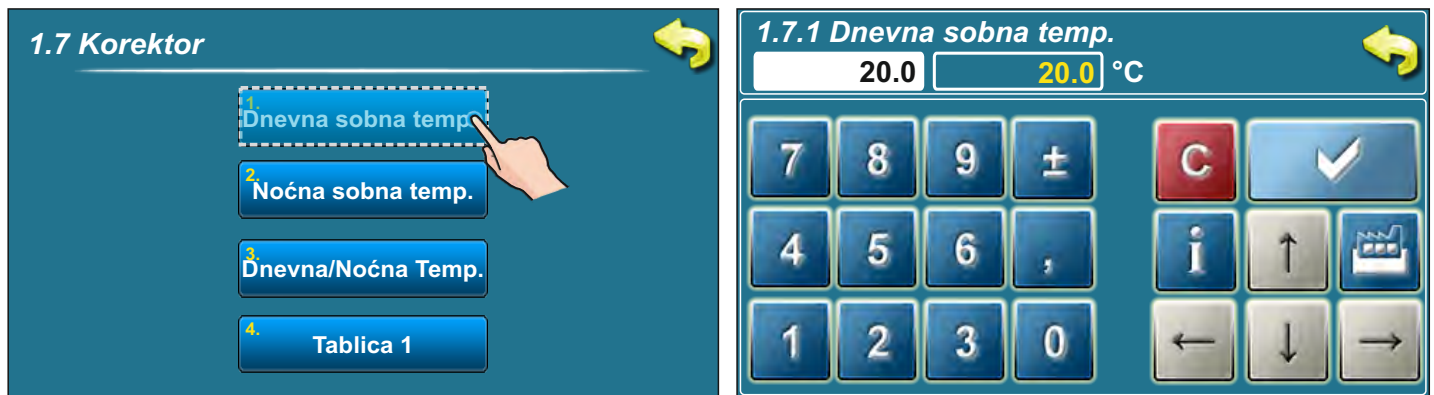 1.7 Korektor
1.
Dnevna sobna temp.
2.
Noćna sobna temp.
3.
Dnevna/Noćna Temp.
4.
Tablica 1
1.7.1 Dnevna sobna temp.
20.0 20.0 °C
7 8 9 ± C
4 5 6 , i ↑
1 2 3 0 ← ↓ →